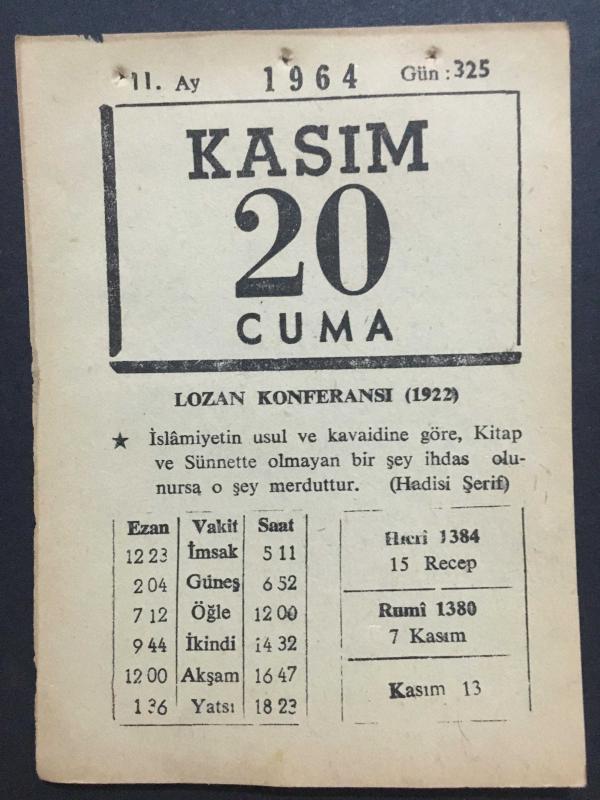 11. Ay 1964 Gün : 325
KASIM
20
CUMA
LOZAN KONFERANSI (1922)
★ İslâmiyetin usul ve kavaidine göre, Kitap
ve Sünnette olmayan bir şey ihdas olu-
nursa o şey merduttur. (Hadisi Şerif)
Ezan Vakit Saat
12 23 İmsak 5 11
2 04 Güneş 6 52
7 12 Öğle 12 00
9 44 İkindi 14 32
12 00 Akşam 16 47
1 36 Yatsı 18 23
Hicrî 1384
15 Recep
Rumî 1380
7 Kasım
Kasım 13